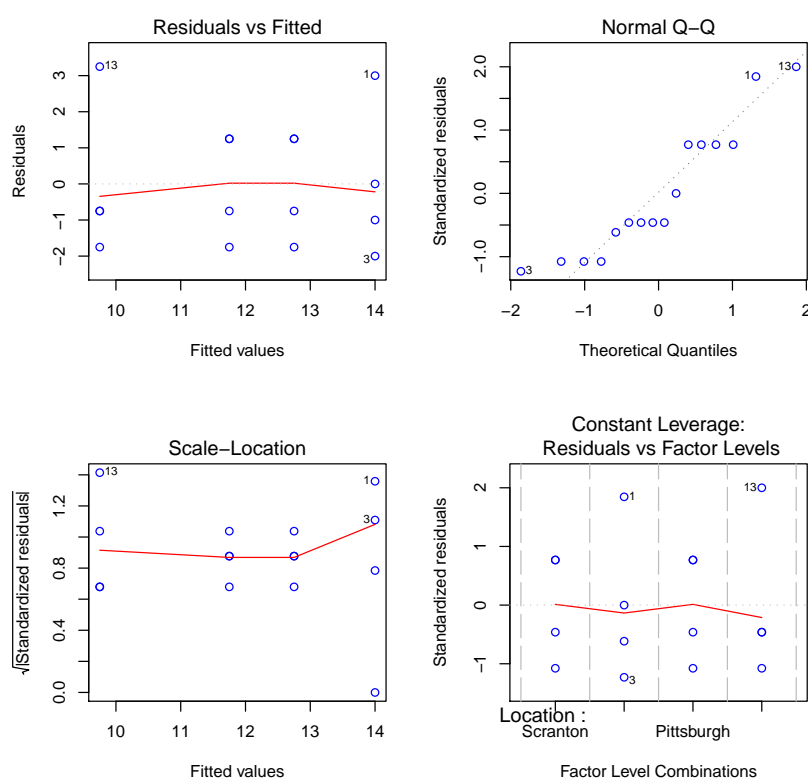 Residuals vs Fitted
Residuals
3
2
1
0
−1
−2
13
1
3
10 11 12 13 14
Fitted values
Normal Q−Q
Standardized residuals
2.0
1.0
0.0
−1.0
13
1
3
−2 −1 0 1 2
Theoretical Quantiles
Scale−Location
√|Standardized residuals|
1.2
0.8
0.4
0.0
13
1
3
10 11 12 13 14
Fitted values
Constant Leverage:
Residuals vs Factor Levels
Standardized residuals
2
1
0
−1
1
13
3
Location :
Scranton Pittsburgh
Factor Level Combinations